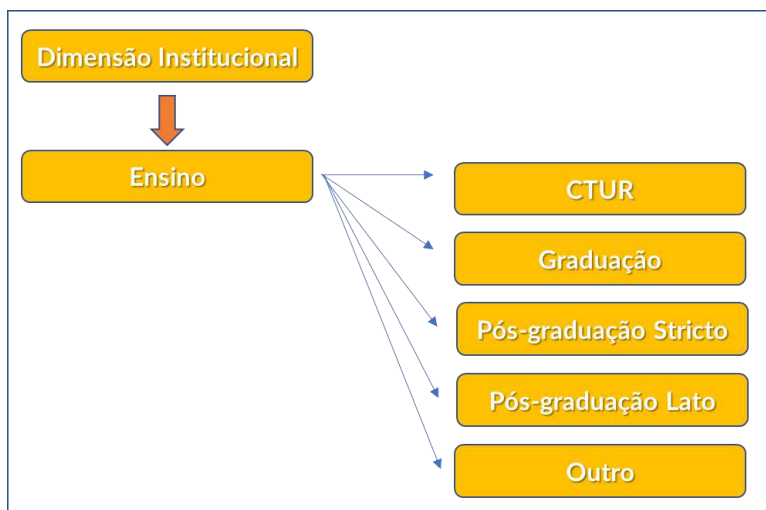 Dimensão Institucional
Ensino
CTUR
Graduação
Pós-graduação Stricto
Pós-graduação Lato
Outro